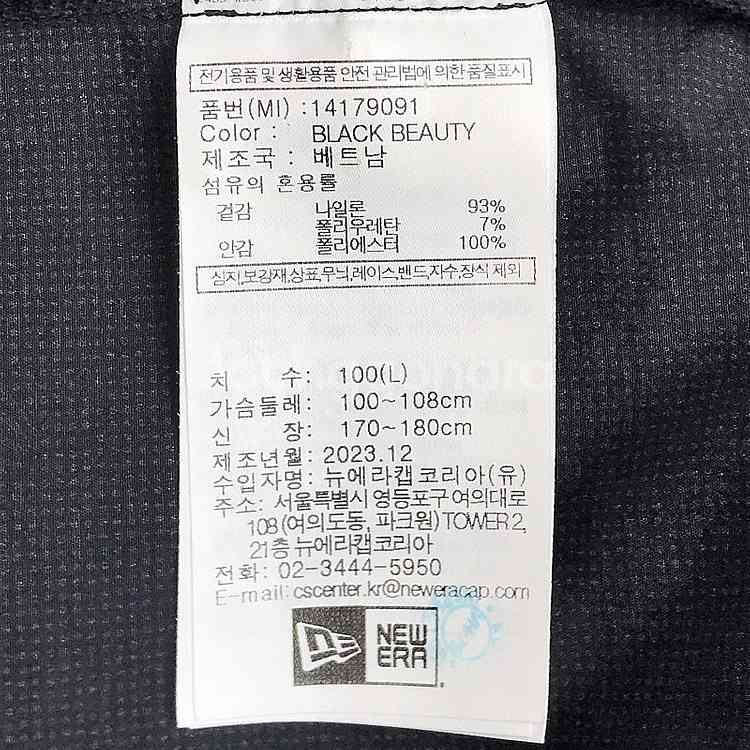 전기용품 및 생활용품 안전 관리법에 의한 품질표시
품번(MI) : 14179091
Color : BLACK BEAUTY
제조국 : 베트남
섬유의 혼용률
겉감 나일론 93%
폴리우레탄 7%
안감 폴리에스터 100%
심지,보강재,상표,무늬,레이스,밴드,자수,장식 제외
치 수: 100(L)
가슴둘레: 100~108cm
신 장: 170~180cm
제조년월: 2023.12
수입자명: 뉴에라캡코리아(유)
주소: 서울특별시 영등포구 여의대로
108 (여의도동, 파크원) TOWER 2,
21층 뉴에라캡코리아
전화: 02-3444-5950
E-mail: cscenter.kr@neweracap.com
NEW
ERA